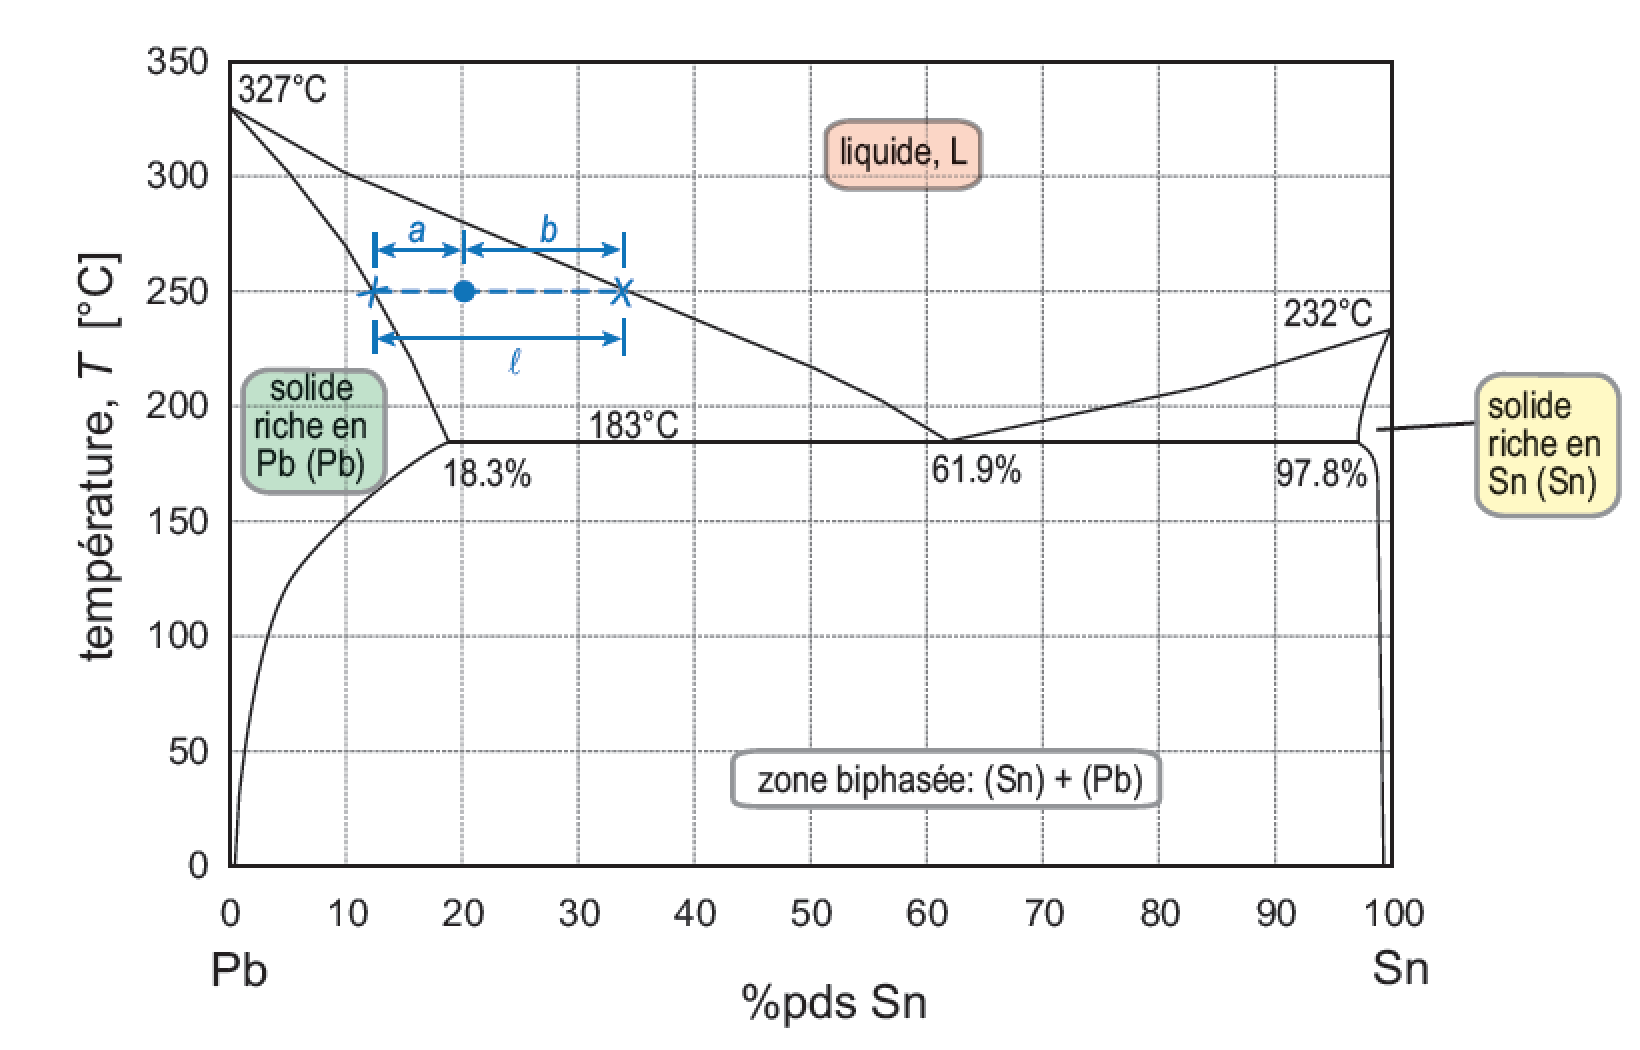 350
327°C
liquide, L
300
a
b
250
232°C
ℓ
solide
riche en
Pb (Pb)
200
183°C
solide
riche en
Sn (Sn)
18.3%
61.9%
97.8%
150
100
50
zone biphasée: (Sn) + (Pb)
0
température, T [°C]
0 10 20 30 40 50 60 70 80 90 100
Pb
Sn
%pds Sn